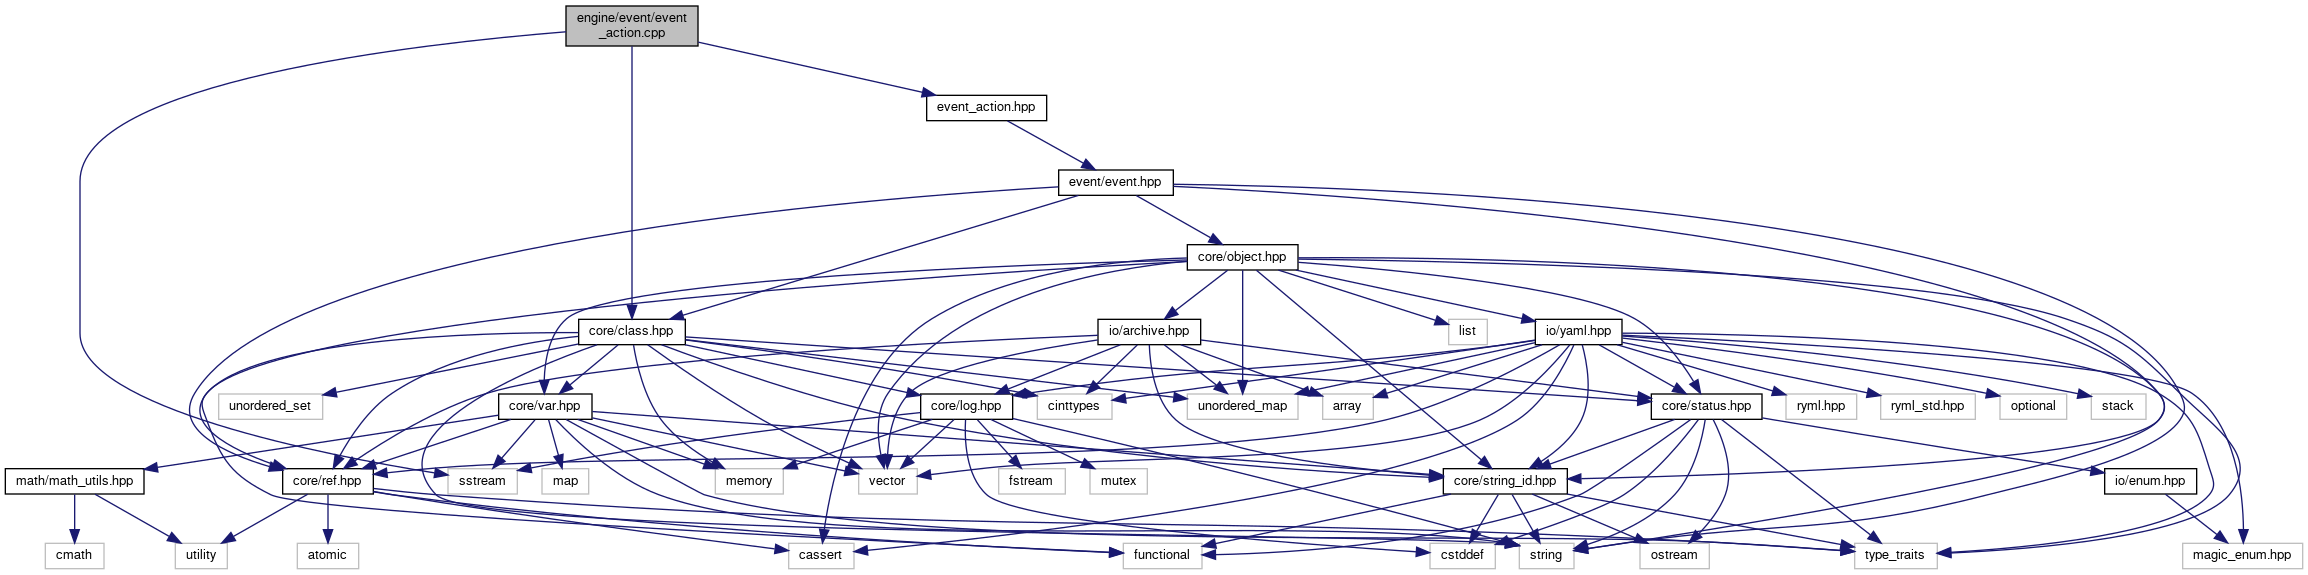 engine/event/event
_action.cpp
event_action.hpp
event/event.hpp
core/object.hpp
core/class.hpp
io/archive.hpp
list
io/yaml.hpp
unordered_set
core/var.hpp
core/log.hpp
cinttypes
unordered_map
array
core/status.hpp
ryml.hpp
ryml_std.hpp
optional
stack
math/math_utils.hpp
core/ref.hpp
sstream
map
memory
vector
fstream
mutex
core/string_id.hpp
io/enum.hpp
cmath
utility
atomic
cassert
functional
cstddef
string
ostream
type_traits
magic_enum.hpp